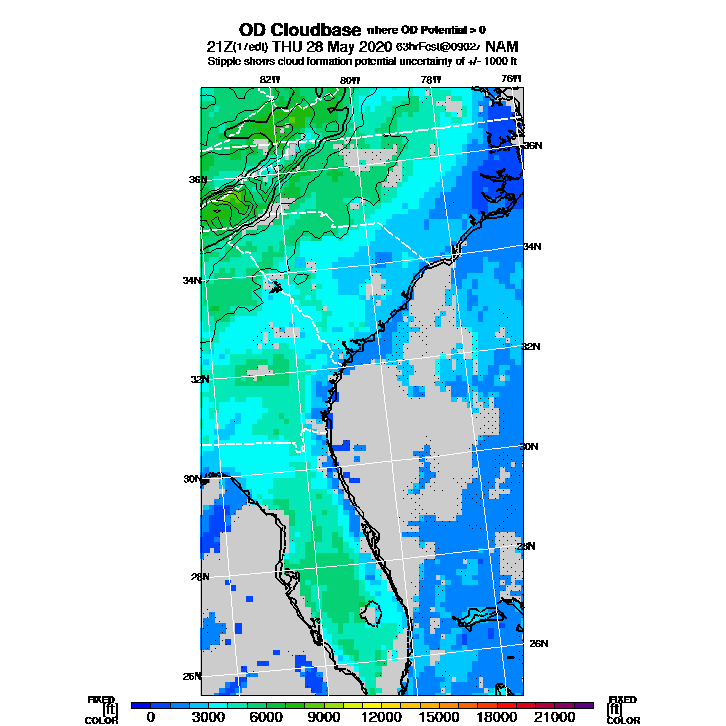 OD Cloudbase where OD Potential > 0
21Z(17edt) THU 28 May 2020 63hrFcst@0902z NAM
Stipple shows cloud formation potential uncertainty of +/- 1000 ft
82W 80W 78W 76W
36N
36N
34N
34N
32N
32N
30N
30N
28N
28N
26N
26N
FIXED FIXED
[ft] [ft]
COLOR 0 3000 6000 9000 12000 15000 18000 21000 COLOR